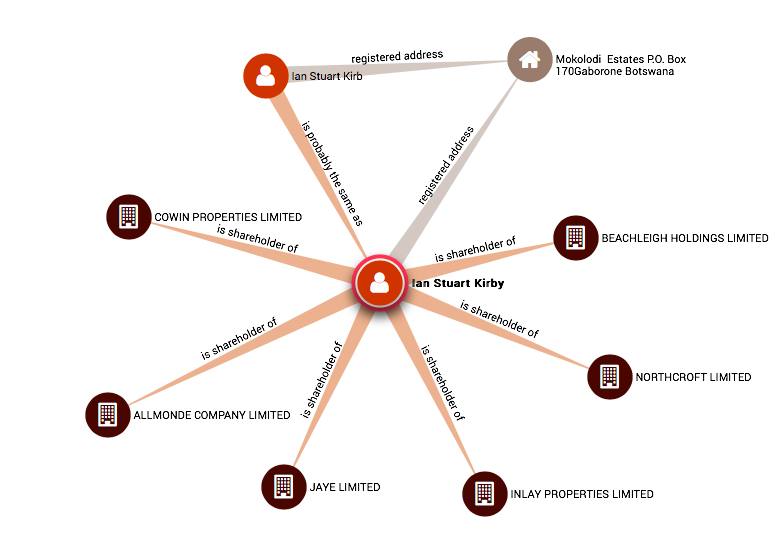 registered address
Ian Stuart Kirb
Mokolodi  Estates P.O. Box
170Gaborone Botswana
is probably the same as
registered address
COWIN PROPERTIES LIMITED
is shareholder of
is shareholder of
BEACHLEIGH HOLDINGS LIMITED
Ian Stuart Kirby
is shareholder of
is shareholder of
is shareholder of
is shareholder of
NORTHCROFT LIMITED
ALLMONDE COMPANY LIMITED
JAYE LIMITED
INLAY PROPERTIES LIMITED